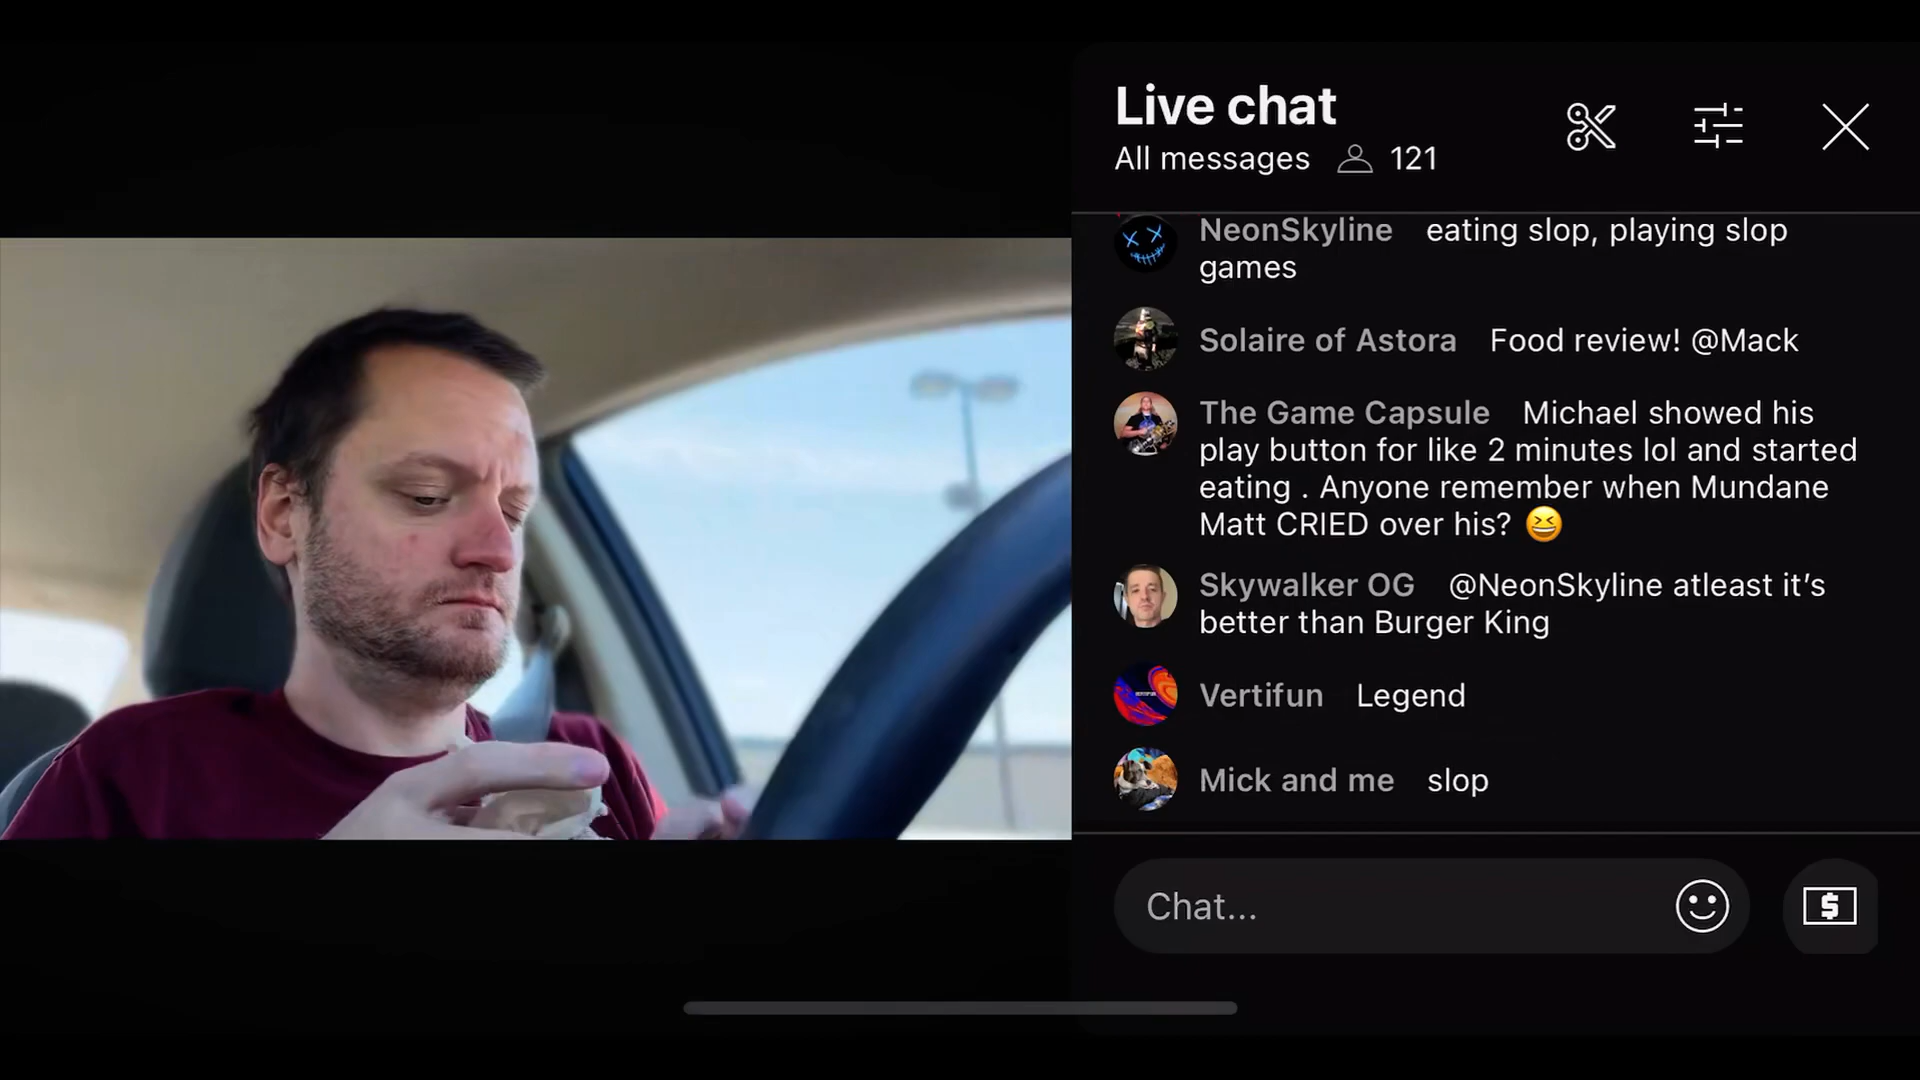 Live chat
All messages 121
NeonSkyline eating slop, playing slop
games
Solaire of Astora Food review! @Mack
The Game Capsule Michael showed his
play button for like 2 minutes lol and started
eating . Anyone remember when Mundane
Matt CRIED over his? 😆
Skywalker OG @NeonSkyline atleast it’s
better than Burger King
Vertifun Legend
Mick and me slop
Chat...